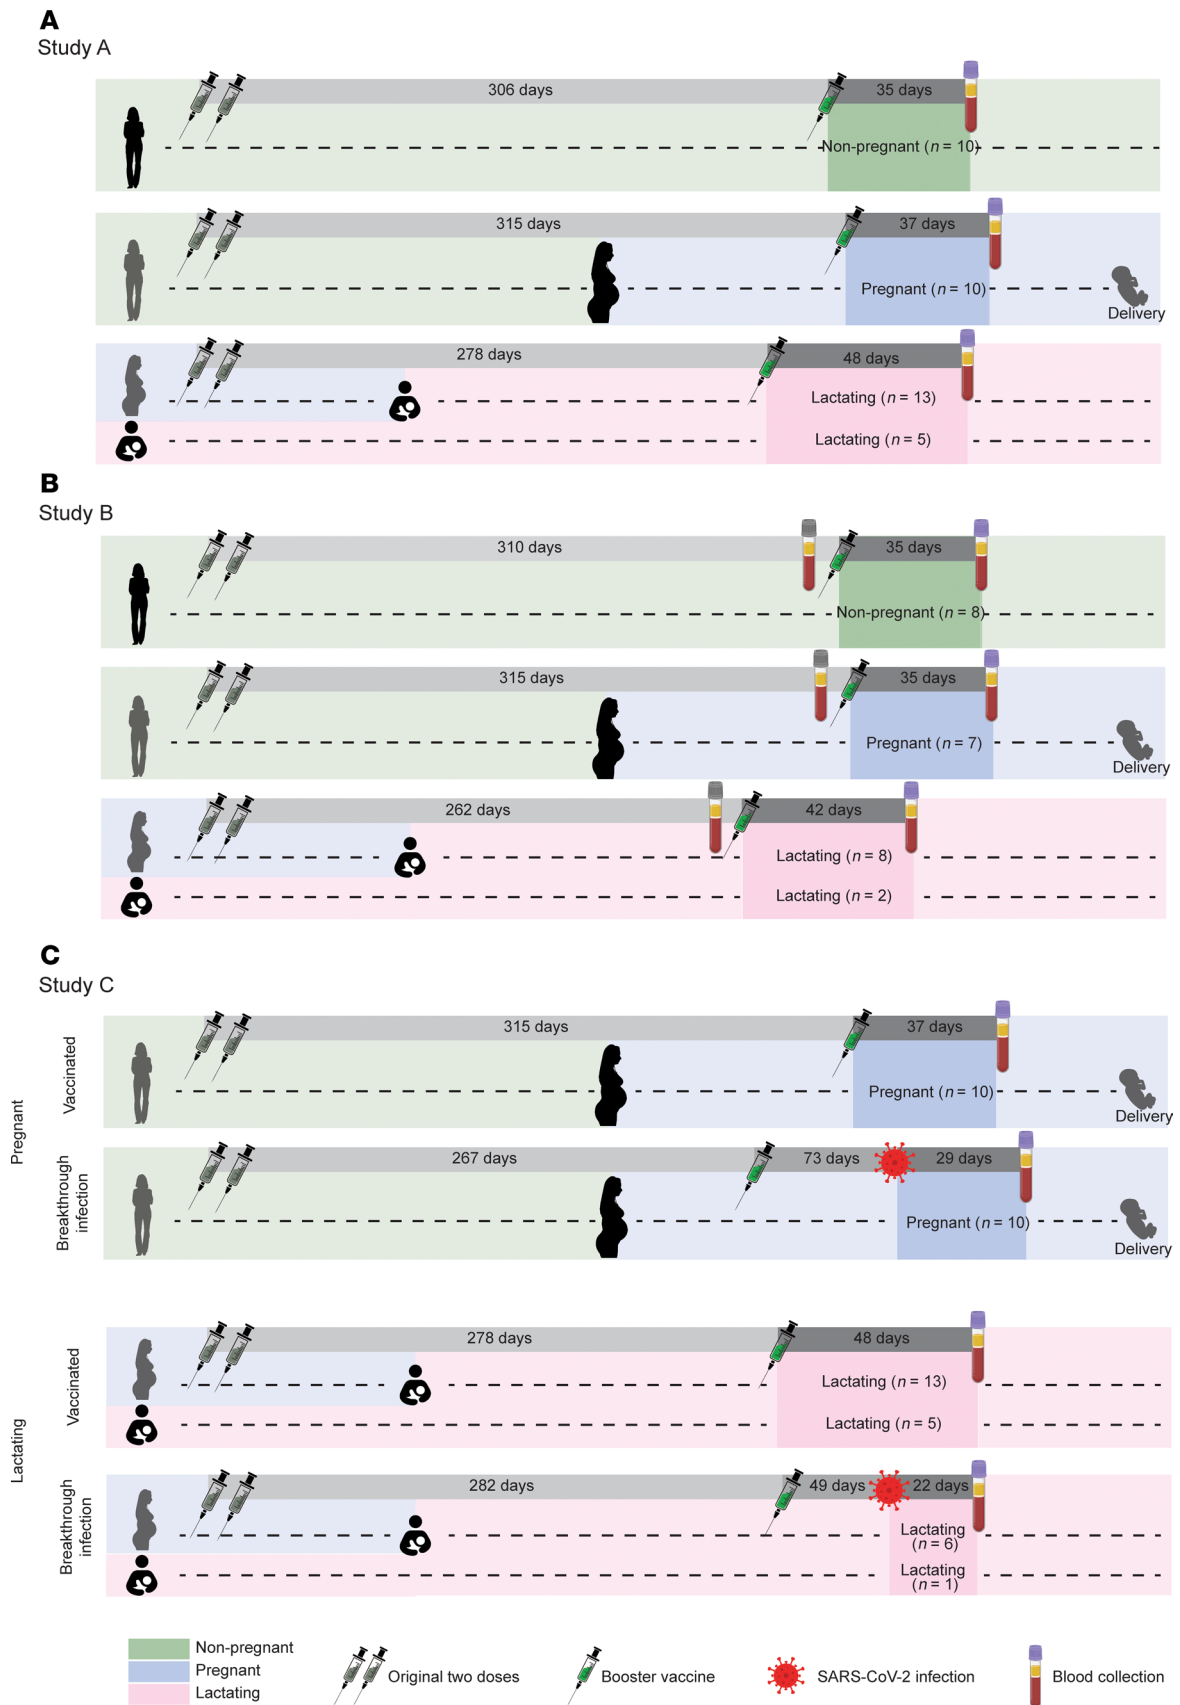 A
Study A
306 days
35 days
Non-pregnant (n = 10)
315 days
37 days
Pregnant (n = 10)
Delivery
278 days
48 days
Lactating (n = 13)
Lactating (n = 5)
B
Study B
310 days
35 days
Non-pregnant (n = 8)
315 days
35 days
Pregnant (n = 7)
Delivery
262 days
42 days
Lactating (n = 8)
Lactating (n = 2)
C
Study C
Pregnant
Vaccinated
315 days
37 days
Pregnant (n = 10)
Delivery
Breakthrough
infection
267 days
73 days
29 days
Pregnant (n = 10)
Delivery
Lactating
Vaccinated
278 days
48 days
Lactating (n = 13)
Lactating (n = 5)
Breakthrough
infection
282 days
49 days
22 days
Lactating
(n = 6)
Lactating
(n = 1)
Non-pregnant
Pregnant
Lactating
Original two doses
Booster vaccine
SARS-CoV-2 infection
Blood collection